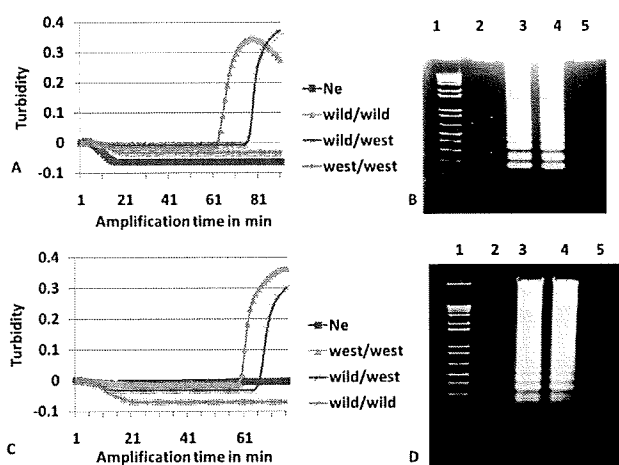 0.4
0.3
0.2
0.1
0
-0.1
Turbidity
1 21 41 61 81
Amplification time in min
A
Ne
wild/wild
wild/west
west/west
1 2 3 4 5
B
0.4
0.3
0.2
0.1
0
-0.1
Turbidity
1 21 41 61
Amplification time in min
C
Ne
west/west
wild/west
wild/wild
1 2 3 4 5
D